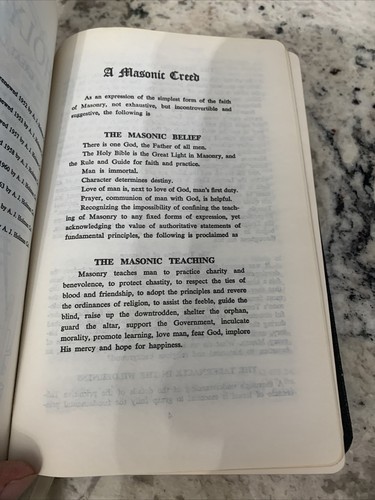 A Masonic Creed
As an expression of the simplest form of the faith
of Masonry, not exhaustive, but incontrovertible and
suggestive, the following is
THE MASONIC BELIEF
There is one God, the Father of all men.
The Holy Bible is the Great Light in Masonry, and
the Rule and Guide for faith and practice.
Man is immortal.
Character determines destiny.
Love of man is, next to love of God, man's first duty.
Prayer, communion of man with God, is helpful.
Recognizing the impossibility of confining the teach-
ing of Masonry to any fixed forms of expression, yet
acknowledging the value of authoritative statements of
fundamental principles, the following is proclaimed as
THE MASONIC TEACHING
Masonry teaches man to practice charity and
benevolence, to protect chastity, to respect the ties of
blood and friendship, to adopt the principles and revere
the ordinances of religion, to assist the feeble, guide the
blind, raise up the downtrodden, shelter the orphan,
guard the altar, support the Government, inculcate
morality, promote learning, love man, fear God, implore
His mercy and hope for happiness.